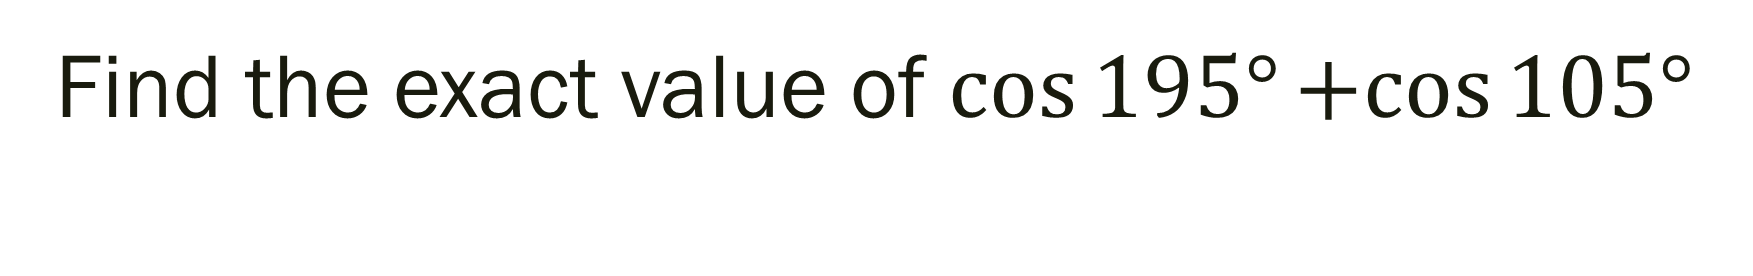 Find the exact value of cos 195° +cos 105°